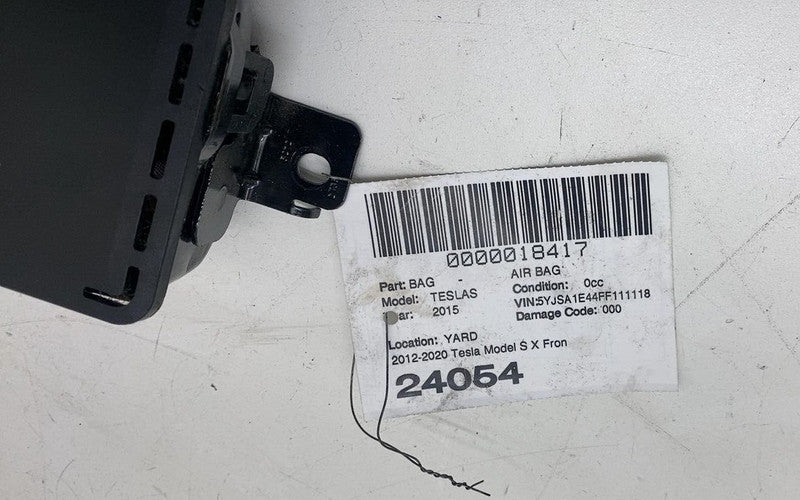 0000018417
Part: BAG - AIR BAG
Model: TESLAS Condition: 0cc
ar: 2015 VIN:5YJSA1E44FF111118
Damage Code: 000
Location: YARD
2012-2020 Tesla Model S X Fron
24054